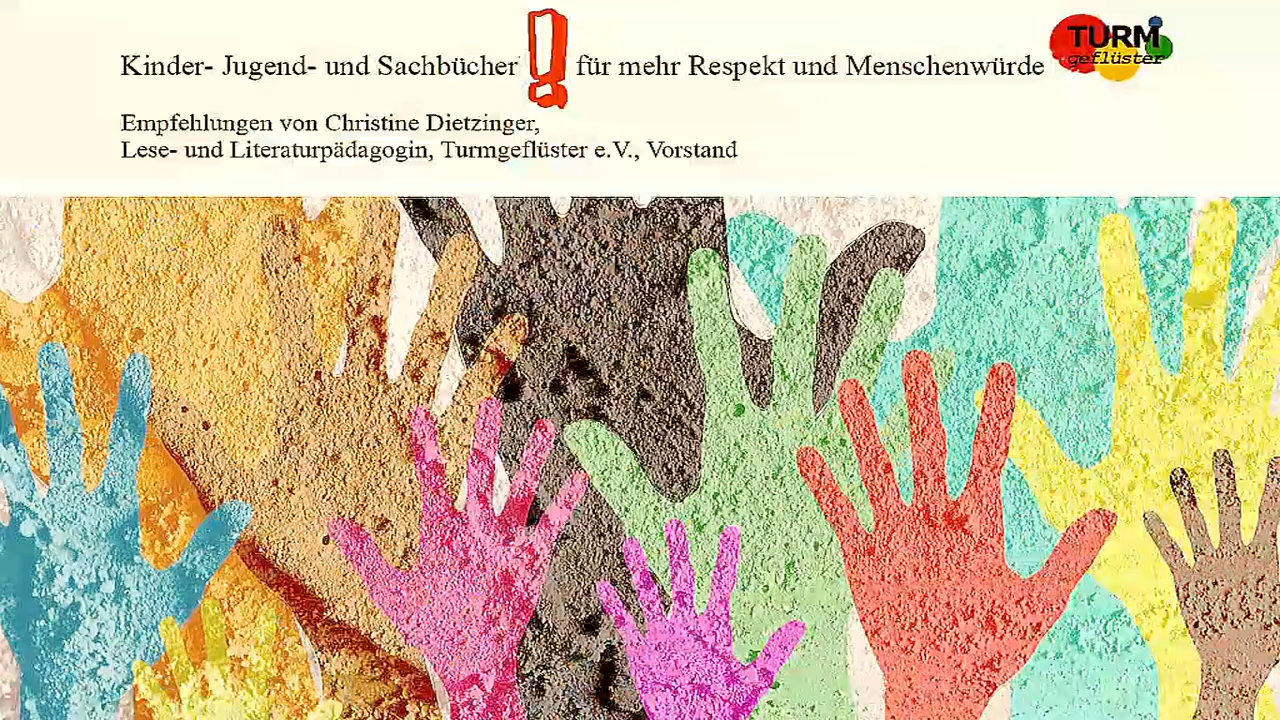 Kinder- Jugend- und Sachbücher ! für mehr Respekt und Menschenwürde
TURM
geflüster
Empfehlungen von Christine Dietzinger,
Lese- und Literaturpädagogin, Turmgeflüster e.V., Vorstand